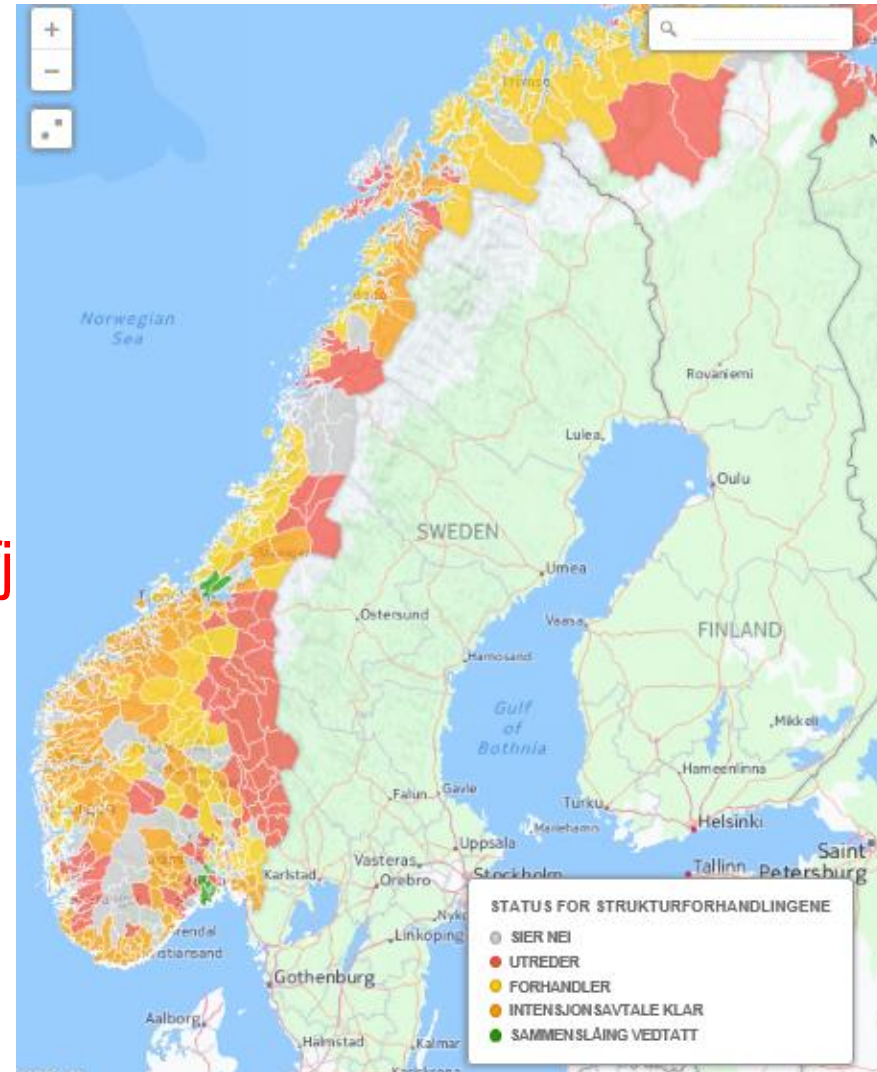 +
−
Norwegian
Sea
Rovaniemi
Lulea
Oulu
SWEDEN
Umea
j
Ostersund
Vaasa
FINLAND
Harnosand
Gulf
of
Bothnia
Mikkeli
Hameenlinna
Falun
Gavle
Turku
Mariehamn
Helsinki
Uppsala
Saint
Vasteras
Tallinn
Petersburg
Karlstad
Orebro
Stockholm
STATUS FOR STRUKTURFORHANDLINGENE
SIER NEI
Linkoping
UTREDER
Gothenburg
FORHANDLER
INTENSJONSAVTALE KLAR
Aalborg
SAMMENSLÅING VEDTATT
Halmstad
Kalmar